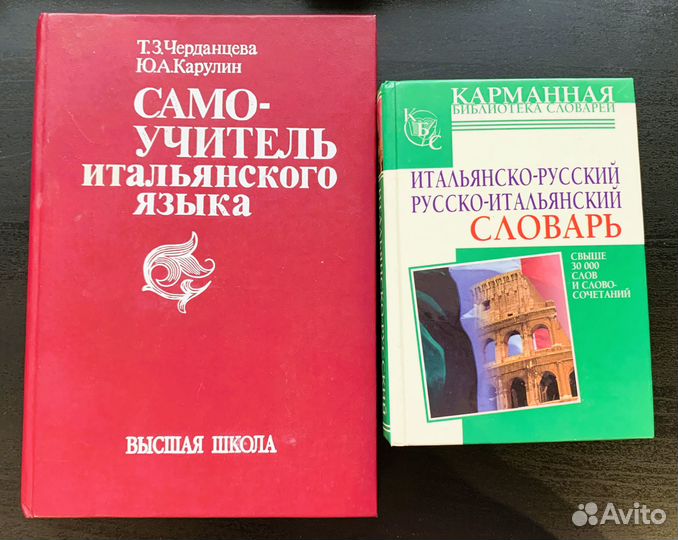 Т.З.Черданцева
Ю.А.Карулин
САМО-
УЧИТЕЛЬ
итальянского
языка
ВЫСШАЯ ШКОЛА
КАРМАННАЯ
БИБЛИОТЕКА СЛОВАРЕЙ
К
Б
С
ИТАЛЬЯНСКО-РУССКИЙ
РУССКО-ИТАЛЬЯНСКИЙ
СЛОВАРЬ
СВЫШЕ
30 000
СЛОВ
И СЛОВО-
СОЧЕТАНИЙ
Avito